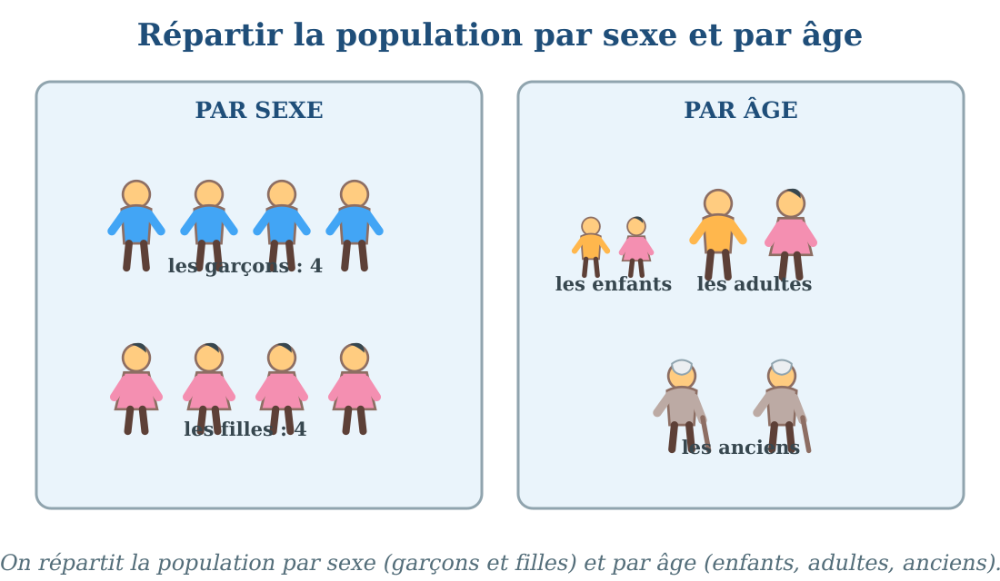 Répartir la population par sexe et par âge
PAR SEXE
les garçons : 4
les filles : 4
PAR ÂGE
les enfants
les adultes
les anciens
On répartit la population par sexe (garçons et filles) et par âge (enfants, adultes, anciens).